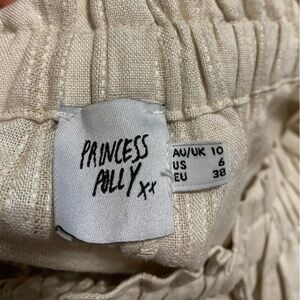 PRINCESS
POLLY xx
AU/UK 10
US 6
EU 38